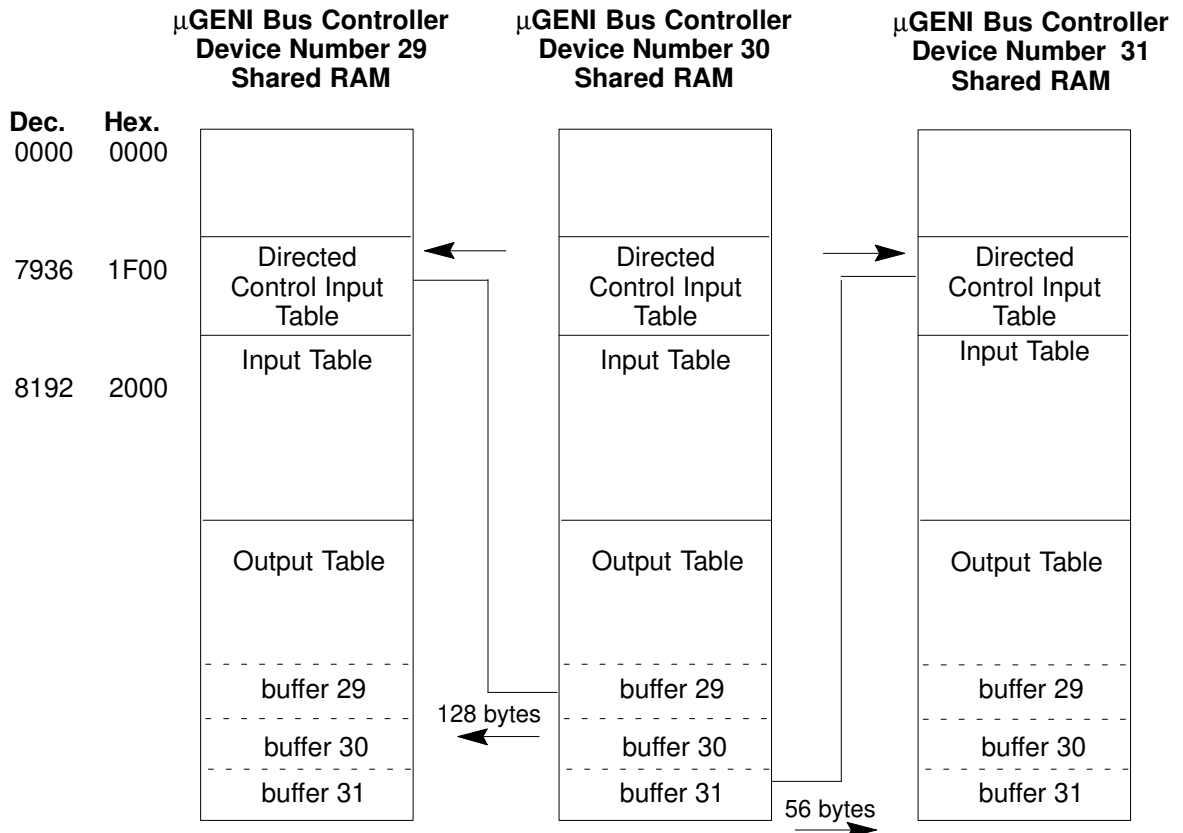 μGENI Bus Controller
Device Number 29
Shared RAM
μGENI Bus Controller
Device Number 30
Shared RAM
μGENI Bus Controller
Device Number 31
Shared RAM
Dec. Hex.
0000 0000
7936 1F00
8192 2000
Directed
Control Input
Table
Input Table
Output Table
buffer 29
buffer 30
buffer 31
128 bytes
Directed
Control Input
Table
Input Table
Output Table
buffer 29
buffer 30
buffer 31
56 bytes
Directed
Control Input
Table
Input Table
Output Table
buffer 29
buffer 30
buffer 31